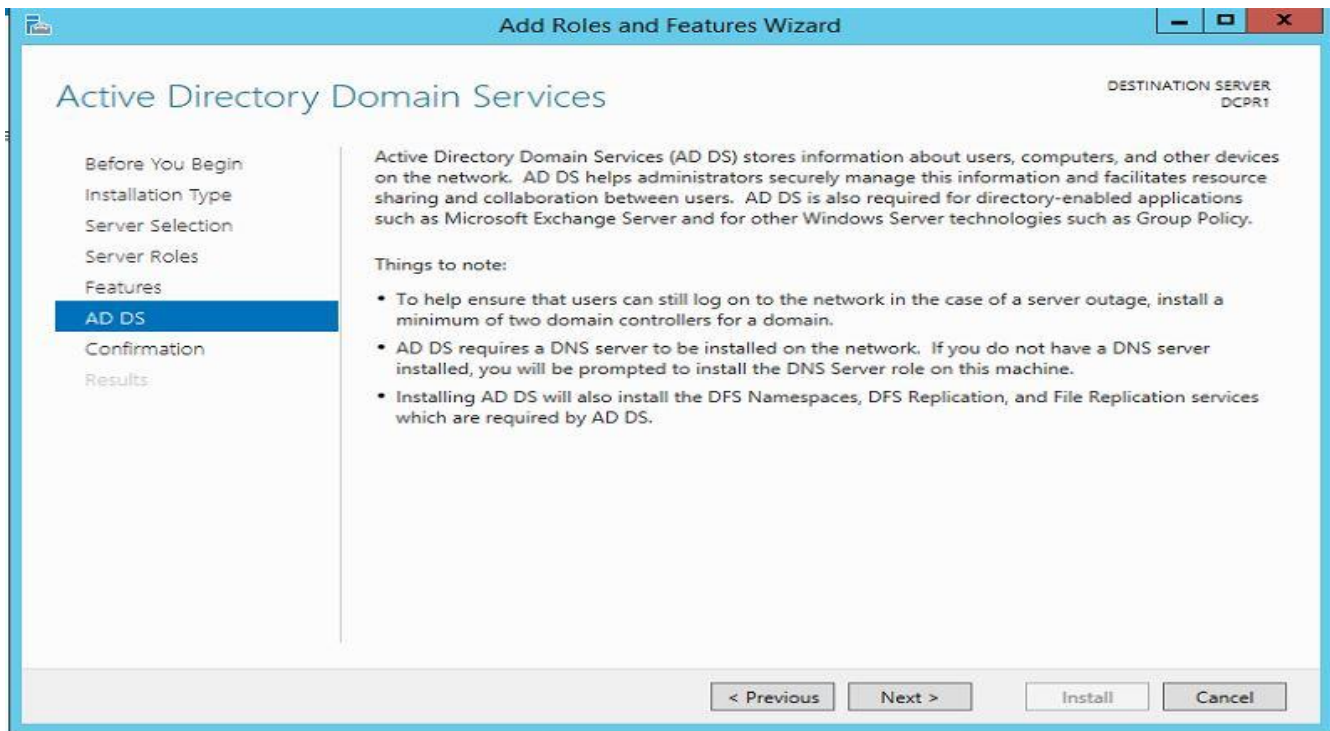 Add Roles and Features Wizard
Active Directory Domain Services
DESTINATION SERVER
DCPR1
Before You Begin
Installation Type
Server Selection
Server Roles
Features
AD DS
Confirmation
Results
Active Directory Domain Services (AD DS) stores information about users, computers, and other devices
on the network. AD DS helps administrators securely manage this information and facilitates resource
sharing and collaboration between users. AD DS is also required for directory-enabled applications
such as Microsoft Exchange Server and for other Windows Server technologies such as Group Policy.
Things to note:
• To help ensure that users can still log on to the network in the case of a server outage, install a
minimum of two domain controllers for a domain.
• AD DS requires a DNS server to be installed on the network. If you do not have a DNS server
installed, you will be prompted to install the DNS Server role on this machine.
• Installing AD DS will also install the DFS Namespaces, DFS Replication, and File Replication services
which are required by AD DS.
< Previous
Next >
Install
Cancel